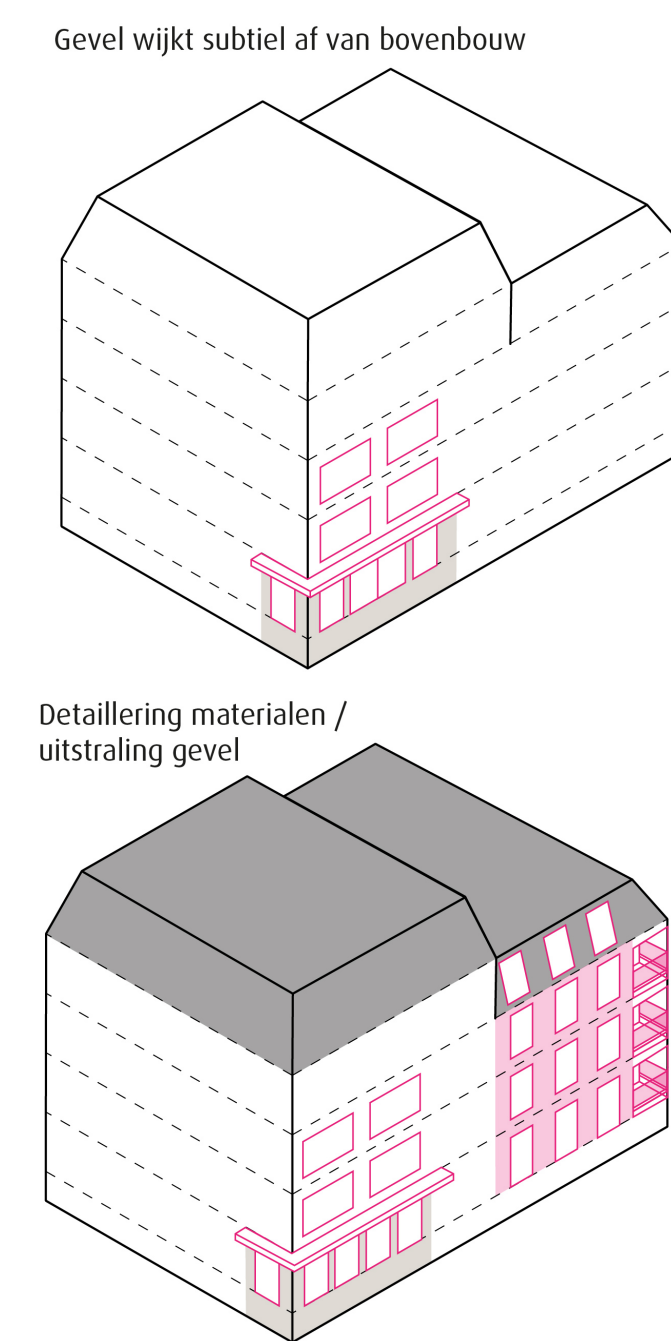 Gevel wijkt subtiel af van bovenbouw
Detaillering materialen /
uitstraling gevel